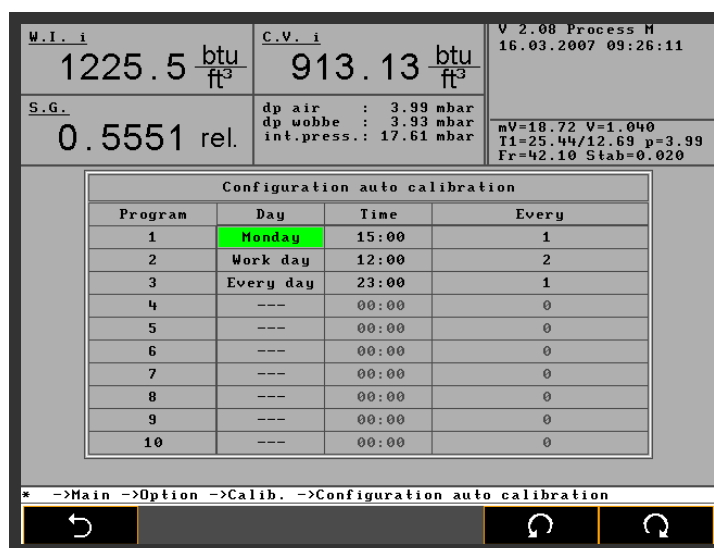 W.I. i
1225.5 btu/ft³
C.V. i
913.13 btu/ft³
V 2.08 Process M
16.03.2007 09:26:11
S.G.
0.5551 rel.
dp air : 3.99 mbar
dp wobbe : 3.93 mbar
int.press.: 17.61 mbar
mV=18.72 V=1.040
T1=25.44/12.69 p=3.99
Fr=42.10 Stab=0.020
Configurati on auto calibration
Program Day Time Every
1 Monday 15:00 1
2 Work day 12:00 2
3 Every day 23:00 1
4 --- 00:00 0
5 --- 00:00 0
6 --- 00:00 0
7 --- 00:00 0
8 --- 00:00 0
9 --- 00:00 0
10 --- 00:00 0
* ->Main ->Option ->Calib. ->Configuration auto calibration